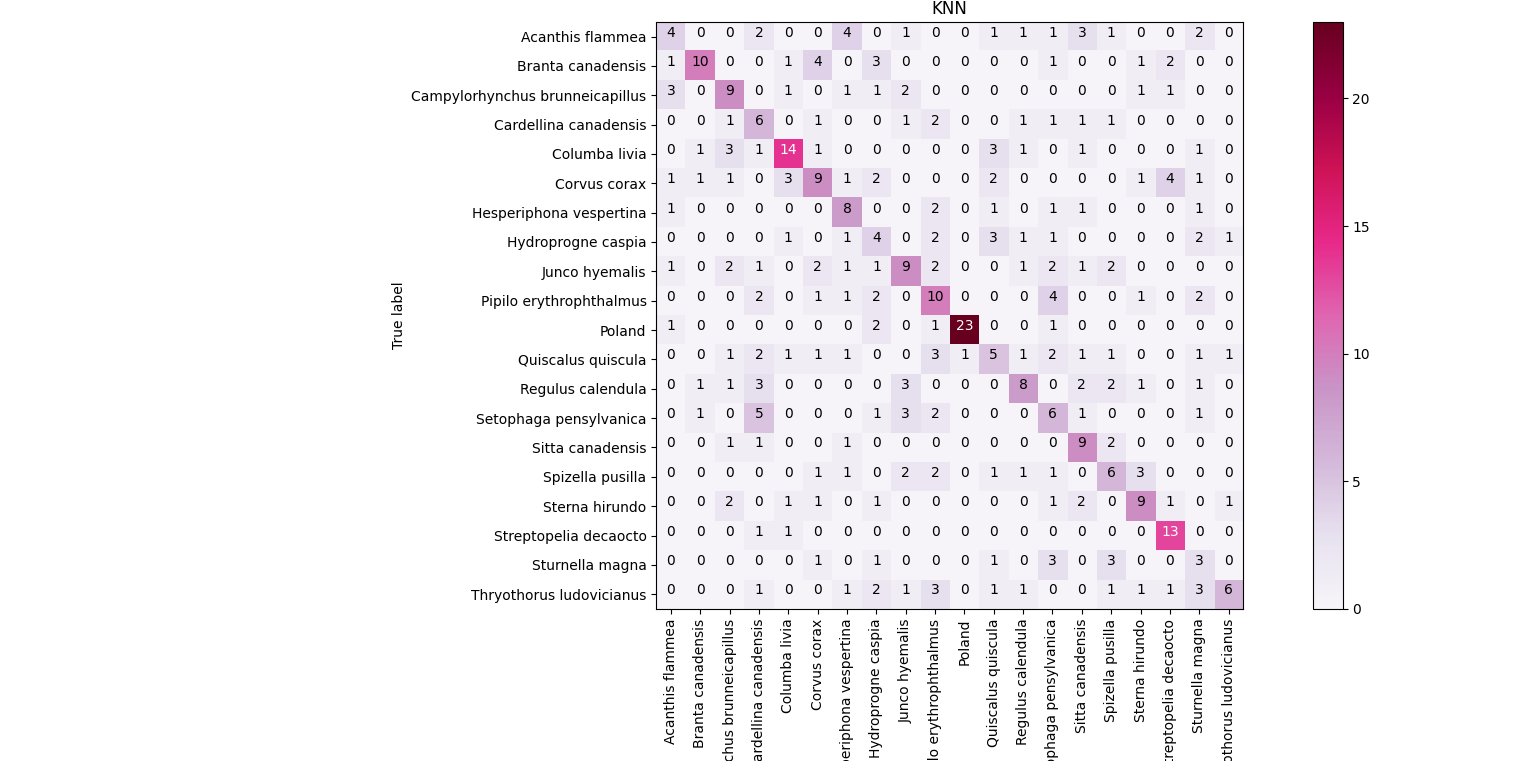 KNN
Acanthis flammea 4 0 0 2 0 0 4 0 1 0 0 1 1 1 3 1 0 0 2 0
Branta canadensis 1 10 0 0 1 4 0 3 0 0 0 0 0 1 0 0 1 2 0 0
Campylorhynchus brunneicapillus 3 0 9 0 1 0 1 1 2 0 0 0 0 0 0 0 1 1 0 0
Cardellina canadensis 0 0 1 6 0 1 0 0 1 2 0 0 1 1 1 1 0 0 0 0
Columba livia 0 1 3 1 14 1 0 0 0 0 0 3 1 0 1 0 0 0 1 0
Corvus corax 1 1 1 0 3 9 1 2 0 0 0 2 0 0 0 0 1 4 1 0
Hesperiphona vespertina 1 0 0 0 0 0 8 0 0 2 0 1 0 1 1 0 0 0 1 0
Hydroprogne caspia 0 0 0 0 1 0 1 4 0 2 0 3 1 1 0 0 0 0 2 1
Junco hyemalis 1 0 2 1 0 2 1 1 9 2 0 0 1 2 1 2 0 0 0 0
Pipilo erythrophthalmus 0 0 0 2 0 1 1 2 0 10 0 0 0 4 0 0 1 0 2 0
Poland 1 0 0 0 0 0 0 2 0 1 23 0 0 1 0 0 0 0 0 0
Quiscalus quiscula 0 0 1 2 1 1 1 0 0 3 1 5 1 2 1 1 0 0 1 1
Regulus calendula 0 1 1 3 0 0 0 0 3 0 0 0 8 0 2 2 1 0 1 0
Setophaga pensylvanica 0 1 0 5 0 0 0 1 3 2 0 0 0 6 1 0 0 0 1 0
Sitta canadensis 0 0 1 1 0 0 1 0 0 0 0 0 0 0 9 2 0 0 0 0
Spizella pusilla 0 0 0 0 0 1 1 0 2 2 0 1 1 1 0 6 3 0 0 0
Sterna hirundo 0 0 2 0 1 1 0 1 0 0 0 0 0 1 2 0 9 1 0 1
Streptopelia decaocto 0 0 0 1 1 0 0 0 0 0 0 0 0 0 0 0 0 13 0 0
Sturnella magna 0 0 0 0 0 1 0 1 0 0 0 1 0 3 0 3 0 0 3 0
Thryothorus ludovicianus 0 0 0 1 0 0 1 2 1 3 0 1 1 0 0 1 1 1 3 6
True label
Acanthis flammea
Branta canadensis
chus brunneicapillus
ardellina canadensis
Columba livia
Corvus corax
periphona vespertina
Hydroprogne caspia
Junco hyemalis
lo erythrophthalmus
Poland
Quiscalus quiscula
Regulus calendula
ophaga pensylvanica
Sitta canadensis
Spizella pusilla
Sterna hirundo
treptopelia decaocto
Sturnella magna
othorus ludovicianus
20
15
10
5
0